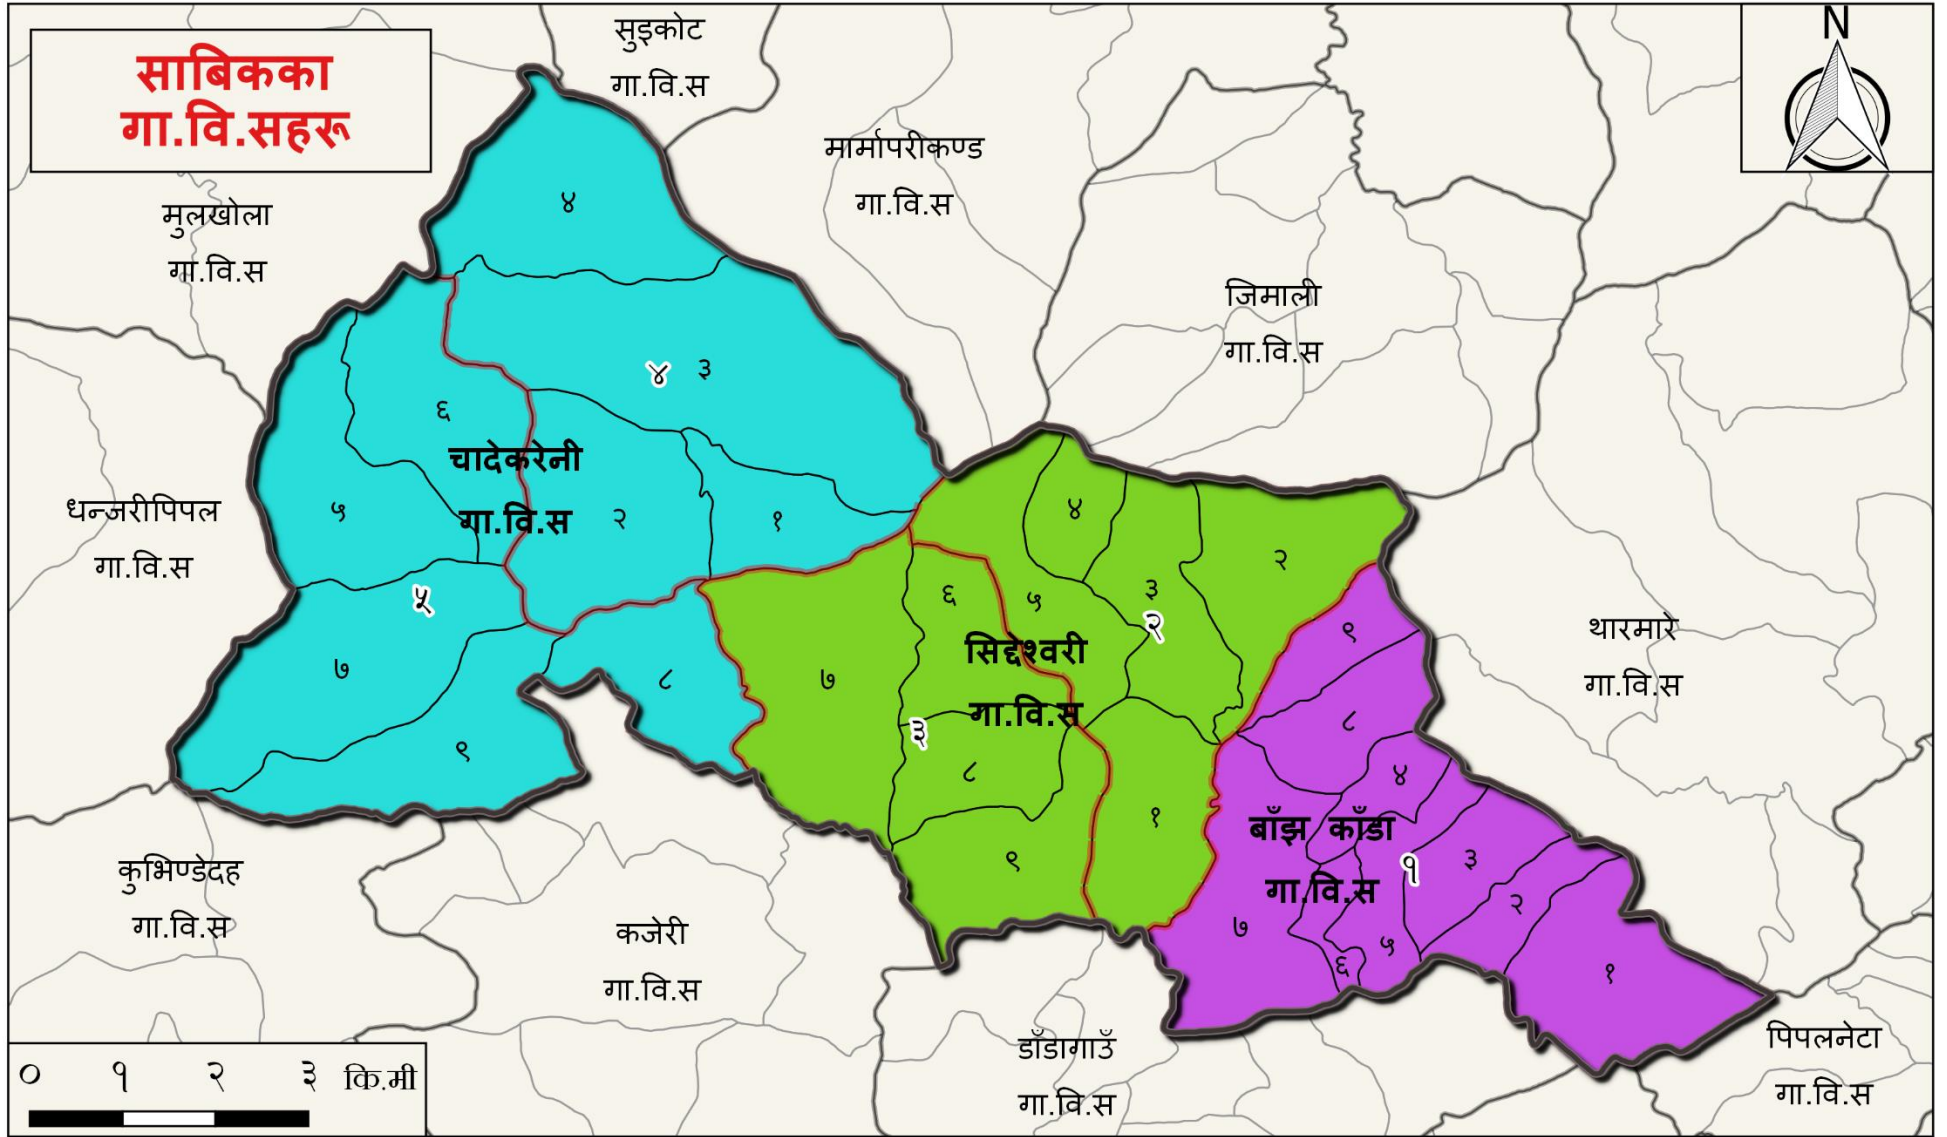 साबिकका
गा.वि.सहरू
सुइकोट
गा.वि.स
N
मार्मापरीकण्ड
गा.वि.स
मुलखोला
गा.वि.स
४
जिमाली
गा.वि.स
४
३
६
चादेकरेनी
गा.वि.स
५
२
१
धन्जरीपिपल
गा.वि.स
४
२
३
२
६
५
५
सिद्देश्वरी
गा.वि.स
९
थारमारे
गा.वि.स
७
८
७
३
८
९
८
४
१
बाँझ काँडा
गा.वि.स
१
३
९
२
कुभिण्डेदह
गा.वि.स
कजेरी
गा.वि.स
७
५
६
१
डाँडागाउँ
गा.वि.स
पिपलनेटा
गा.वि.स
० १ २ ३ कि.मी